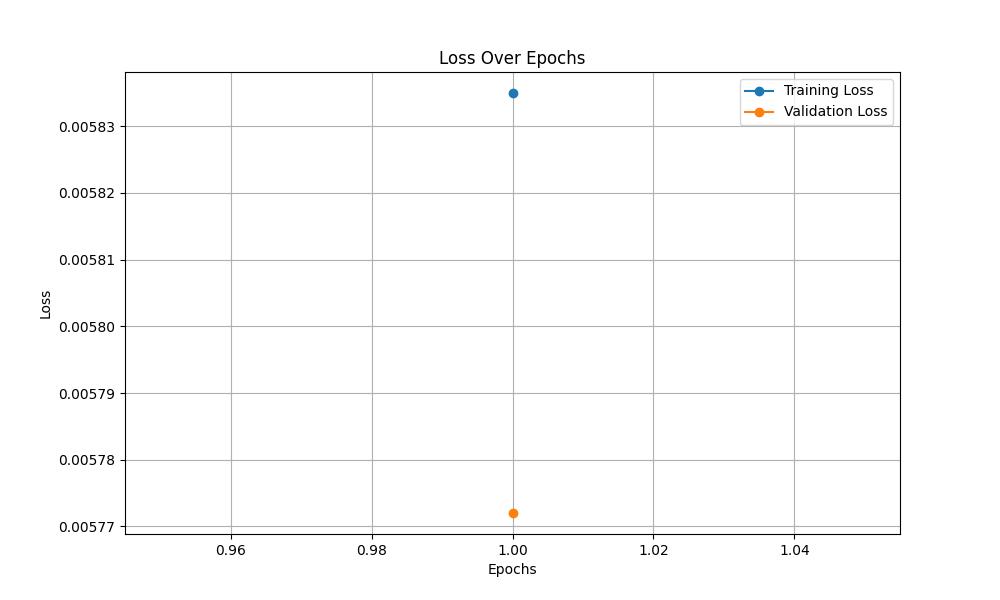 Loss Over Epochs
Training Loss
Validation Loss
0.00583
0.00582
0.00581
0.00580
0.00579
0.00578
0.00577
Loss
0.96
0.98
1.00
1.02
1.04
Epochs